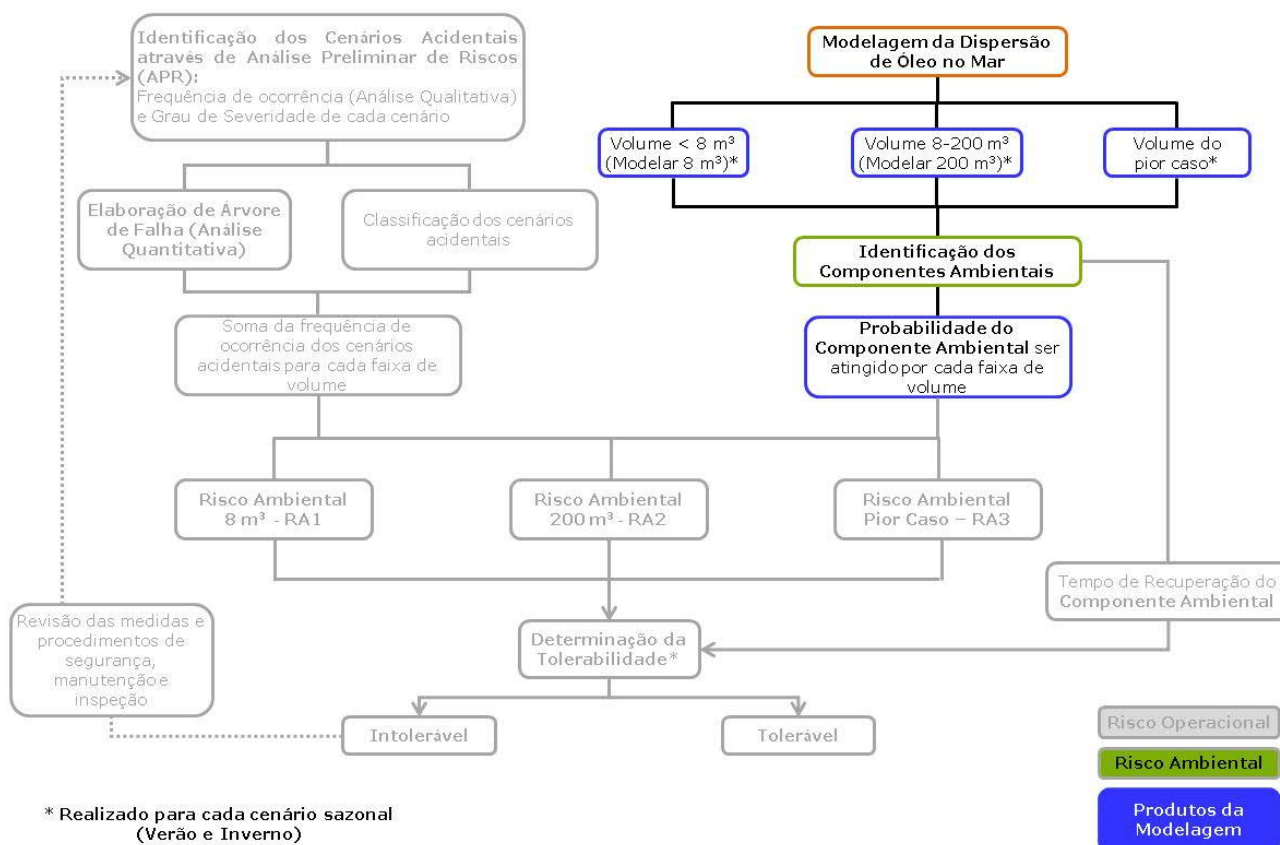 Identificação dos Cenários Acidentais
através de Análise Preliminar de Riscos
(APR):
Frequência de ocorrência (Análise Qualitativa)
e Grau de Severidade de cada cenário
Elaboração de Árvore
de Falha (Análise
Quantitativa)
Classificação dos cenários
acidentais
Soma da frequência de
ocorrência dos cenários
acidentais para cada faixa de
volume
Modelagem da Dispersão
de Óleo no Mar
Volume < 8 m³
(Modelar 8 m³)*
Volume 8-200 m³
(Modelar 200 m³)*
Volume do
pior caso*
Identificação dos
Componentes Ambientais
Probabilidade do
Componente Ambiental ser
atingido por cada faixa de
volume
Risco Ambiental
8 m³ - RA1
Risco Ambiental
200 m³ - RA2
Risco Ambiental
Pior Caso – RA3
Tempo de Recuperação do
Componente Ambiental
Revisão das medidas e
procedimentos de
segurança,
manutenção e
inspeção
Determinação da
Tolerabilidade*
Intolerável
Tolerável
Risco Operacional
Risco Ambiental
Produtos da
Modelagem
* Realizado para cada cenário sazonal
(Verão e Inverno)